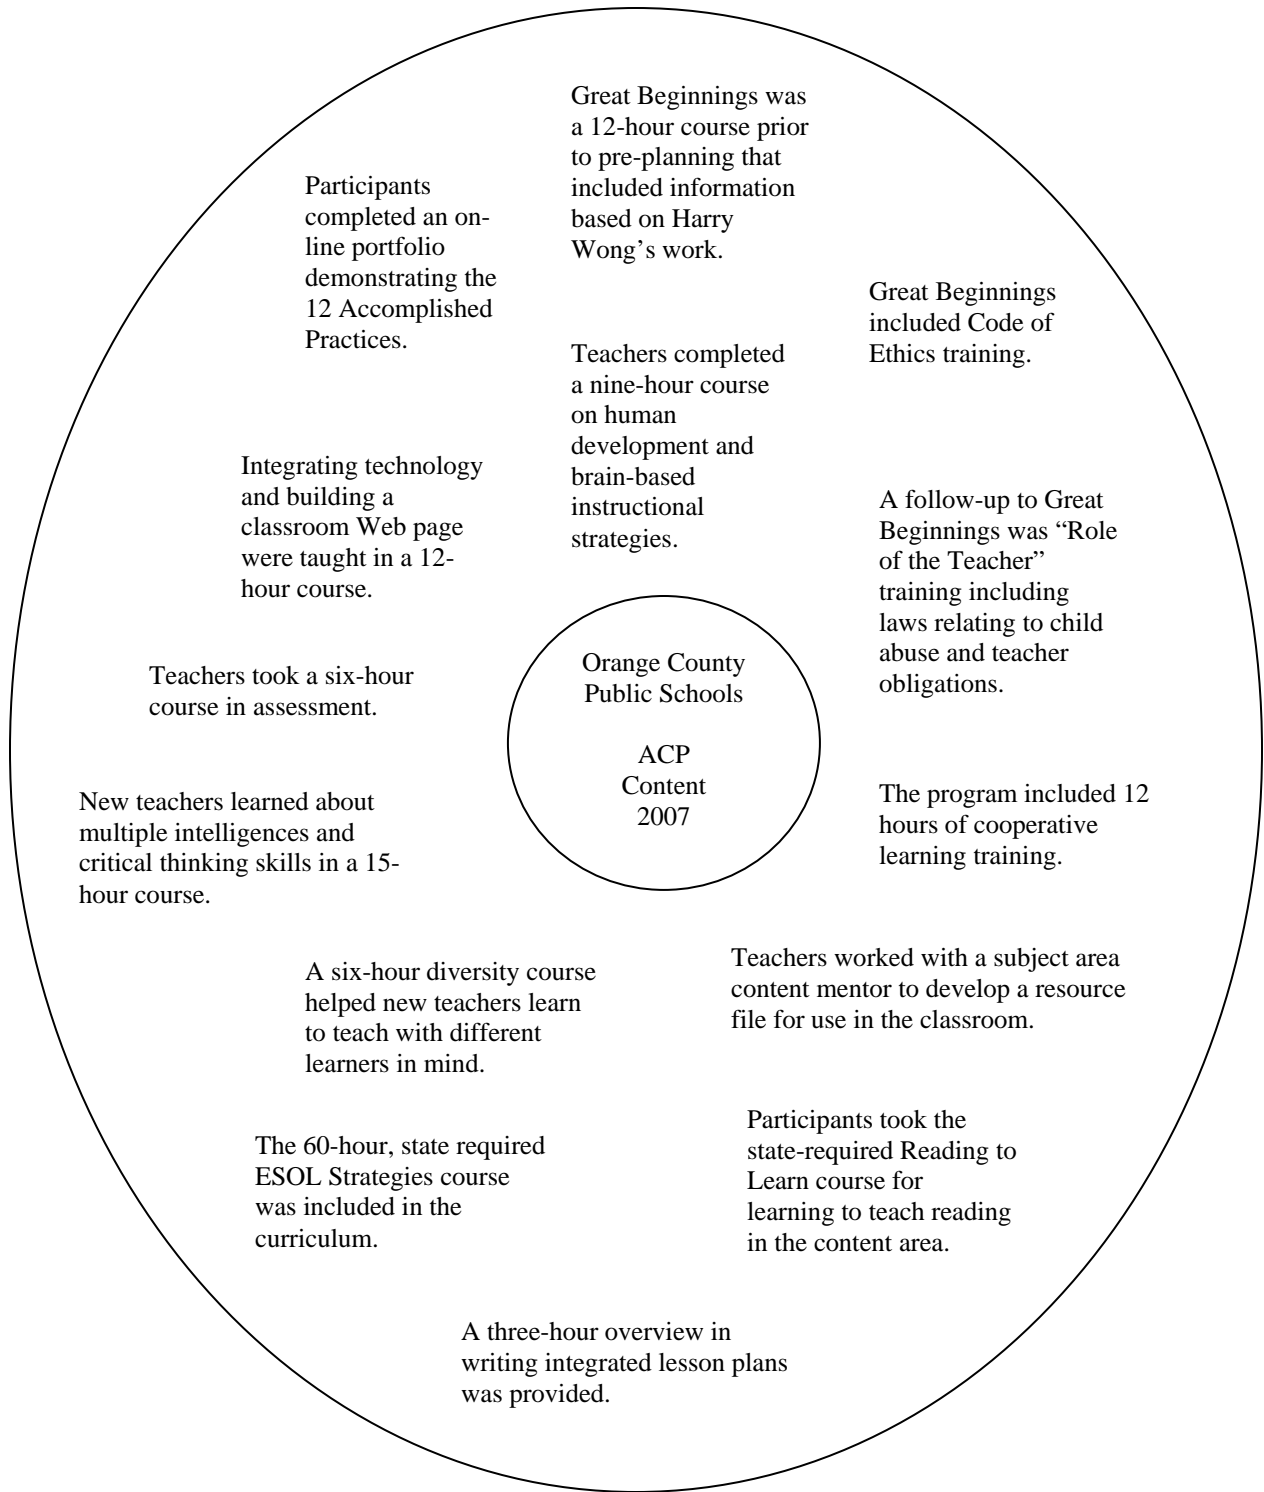 Great Beginnings was
a 12-hour course prior
to pre-planning that
included information
based on Harry
Wong’s work.
Participants
completed an on-
line portfolio
demonstrating the
12 Accomplished
Practices.
Great Beginnings
included Code of
Ethics training.
Teachers completed
a nine-hour course
on human
development and
brain-based
instructional
strategies.
Integrating technology
and building a
classroom Web page
were taught in a 12-
hour course.
A follow-up to Great
Beginnings was “Role
of the Teacher”
training including
laws relating to child
abuse and teacher
obligations.
Teachers took a six-hour
course in assessment.
Orange County
Public Schools
ACP
Content
2007
New teachers learned about
multiple intelligences and
critical thinking skills in a 15-
hour course.
The program included 12
hours of cooperative
learning training.
A six-hour diversity course
helped new teachers learn
to teach with different
learners in mind.
Teachers worked with a subject area
content mentor to develop a resource
file for use in the classroom.
The 60-hour, state required
ESOL Strategies course
was included in the
curriculum.
Participants took the
state-required Reading to
Learn course for
learning to teach reading
in the content area.
A three-hour overview in
writing integrated lesson plans
was provided.